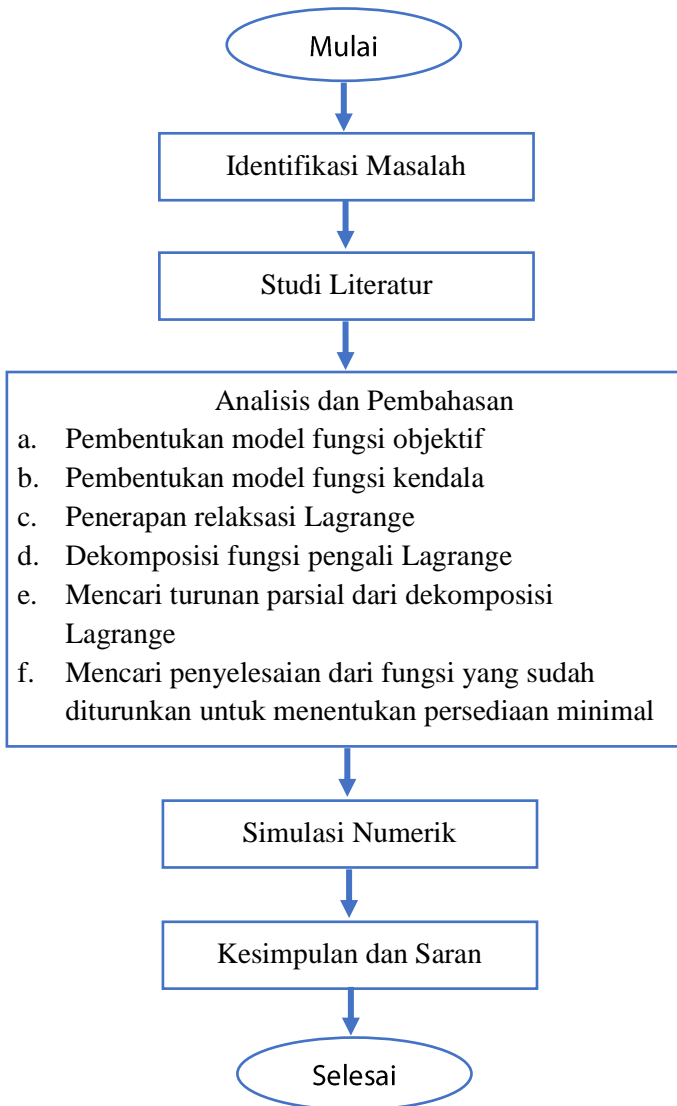 Mulai
Identifikasi Masalah
Studi Literatur
Analisis dan Pembahasan
a. Pembentukan model fungsi objektif
b. Pembentukan model fungsi kendala
c. Penerapan relaksasi Lagrange
d. Dekomposisi fungsi pengali Lagrange
e. Mencari turunan parsial dari dekomposisi
Lagrange
f. Mencari penyelesaian dari fungsi yang sudah
diturunkan untuk menentukan persediaan minimal
Simulasi Numerik
Kesimpulan dan Saran
Selesai